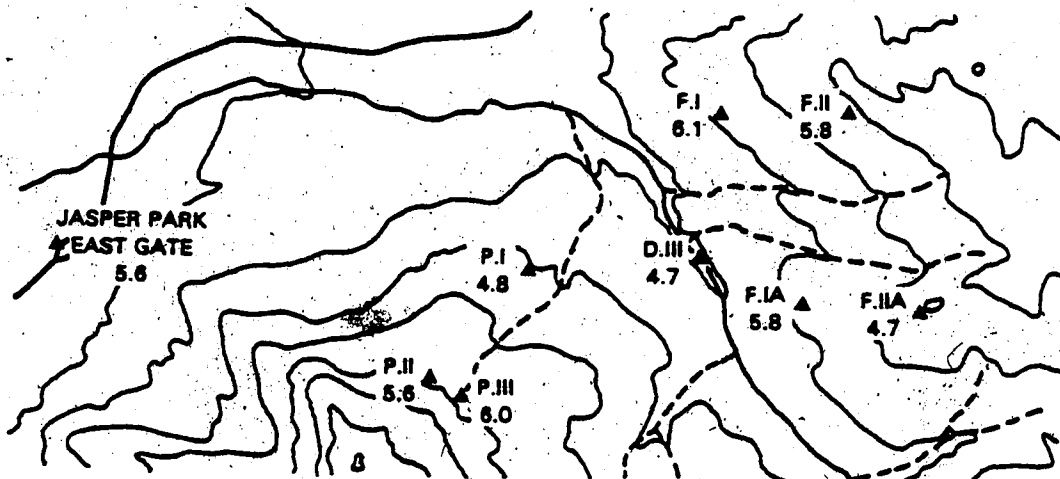 F.I
6.1
F.II
5.8
JASPER PARK
EAST GATE
5.6
P.I
4.8
D.III
4.7
F.IA
5.8
F.IIA
4.7
P.II
5.6
P.III
6.0